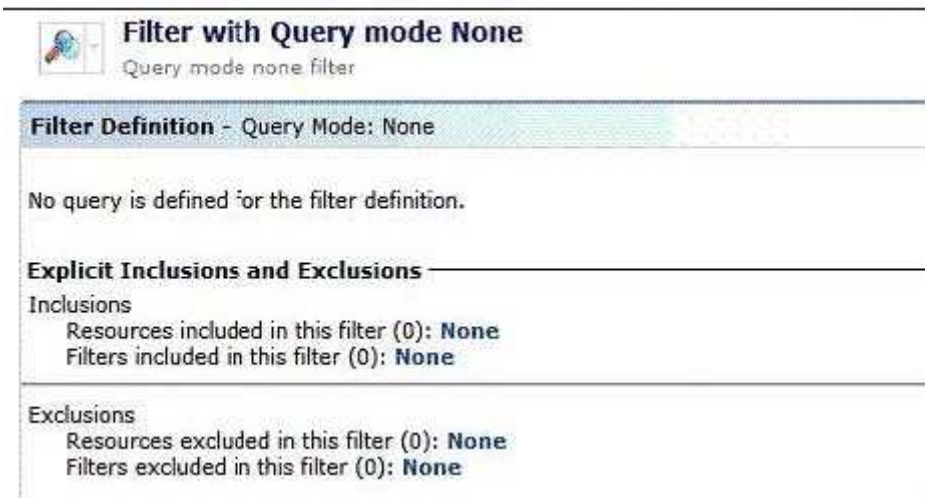 Filter with Query mode None
Query mode none filter
Filter Definition - Query Mode: None
No query is defined for the filter definition.
Explicit Inclusions and Exclusions
Inclusions
Resources included in this filter (0): None
Filters included in this filter (0): None
Exclusions
Resources excluded in this filter (0): None
Filters excluded in this filter (0): None